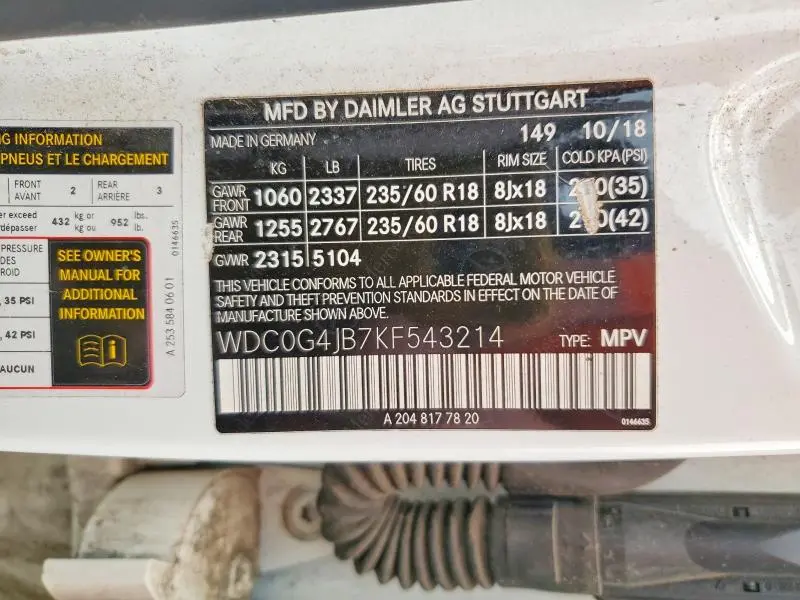 MFD BY DAIMLER AG STUTTGART
MADE IN GERMANY 149 10/18
KG LB TIRES RIM SIZE COLD KPA(PSI)
GAWR FRONT 1060 2337 235/60 R18 8Jx18 (35)
GAWR REAR 1255 2767 235/60 R18 8Jx18 (42)
GVWR 2315 5104
THIS VEHICLE CONFORMS TO ALL APPLICABLE FEDERAL MOTOR VEHICLE
SAFETY AND THEFT PREVENTION STANDARDS IN EFFECT ON THE DATE OF
MANUFACTURE SHOWN ABOVE.
WDC0G4JB7KF543214 TYPE: MPV
A 204 817 78 20
0146635
NG INFORMATION
PNEUS ET LE CHARGEMENT
FRONT AVANT 2 REAR ARRIÈRE 3
er exceed 432 kg or 952 lbs.
dépasser kg ou lb.
PRESSURE
DES
ROID
, 35 PSI
, 42 PSI
AUCUN
SEE OWNER'S
MANUAL FOR
ADDITIONAL
INFORMATION
0146635
A 253 584 06 01